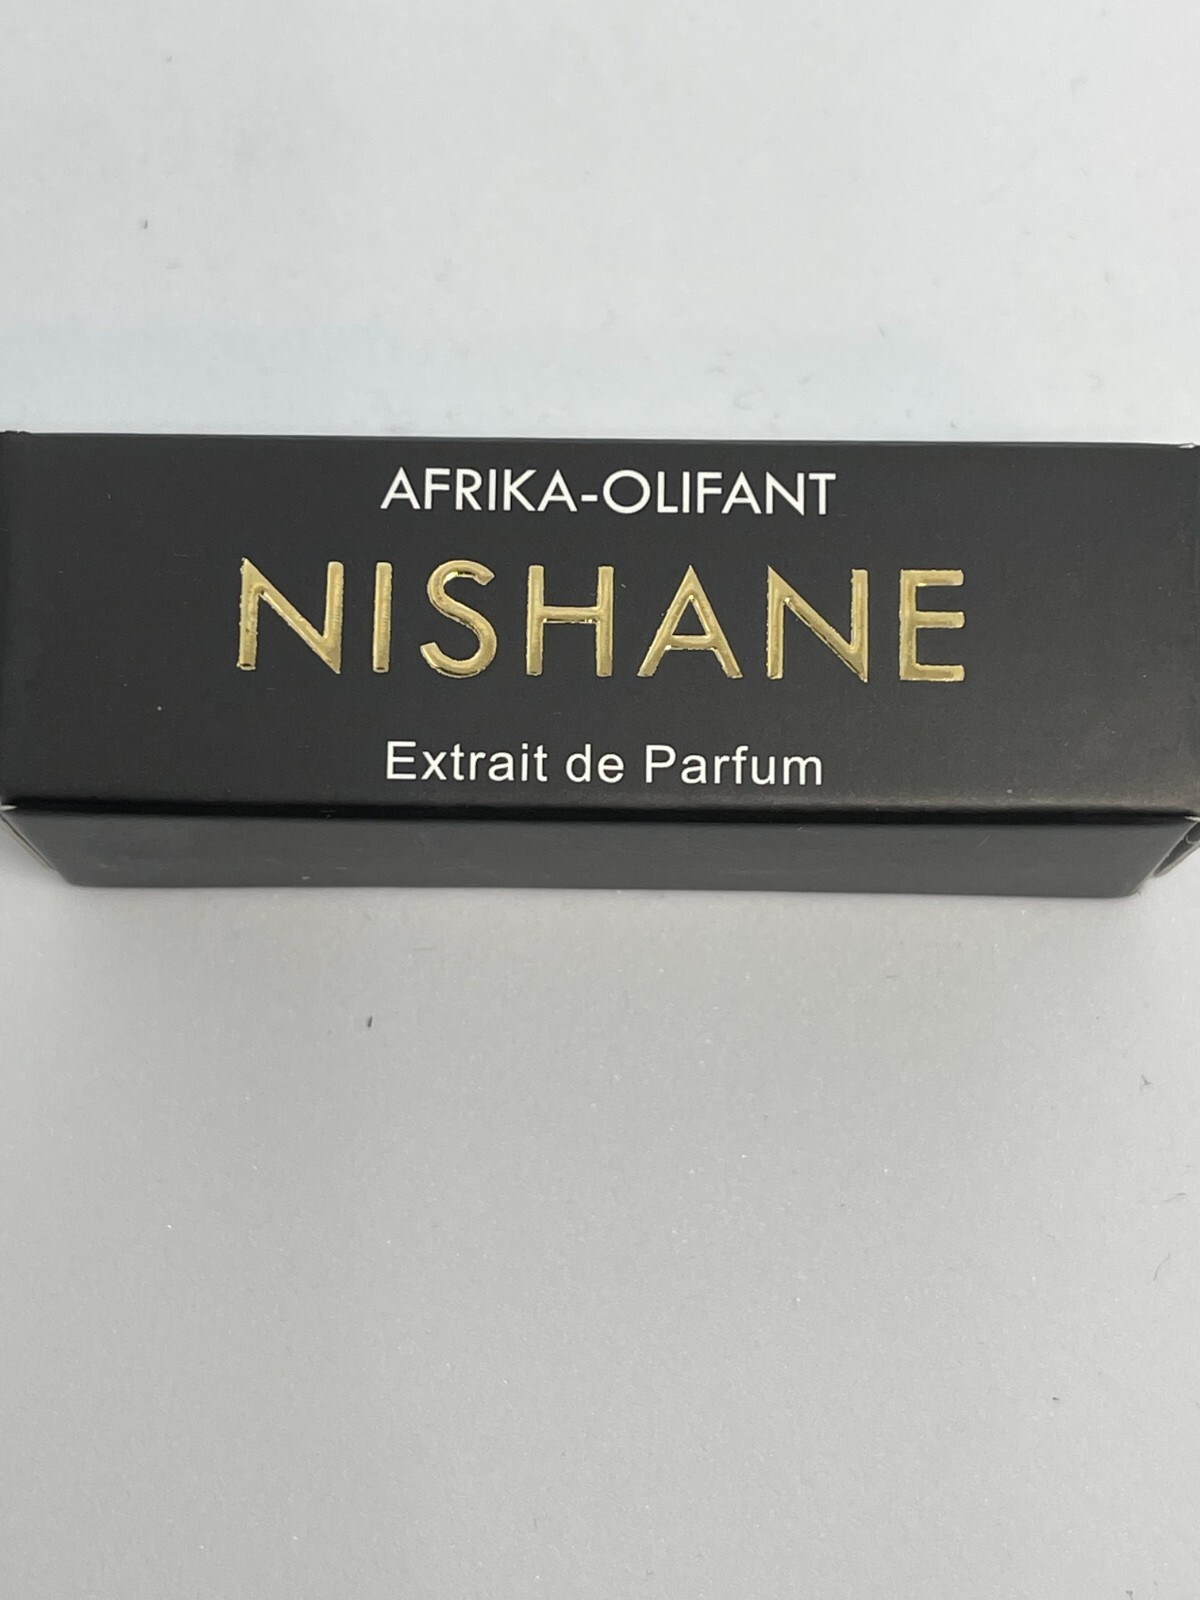 AFRIKA-OLIFANT
NISHANE
Extrait de Parfum